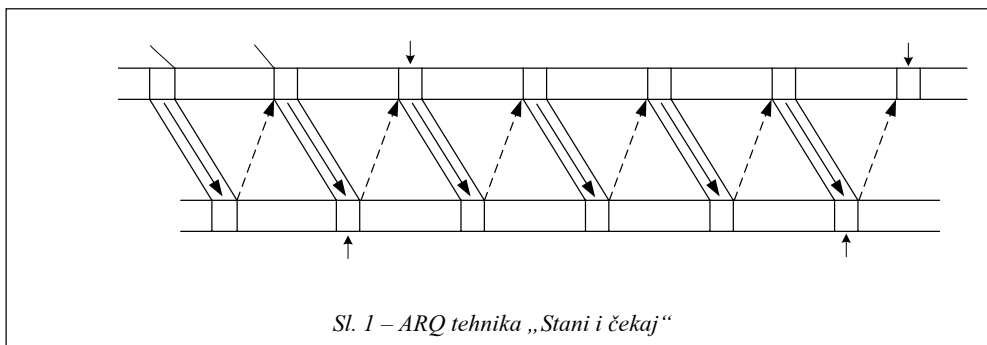 Sl. 1 – ARQ tehnika „Stani i čekaj“